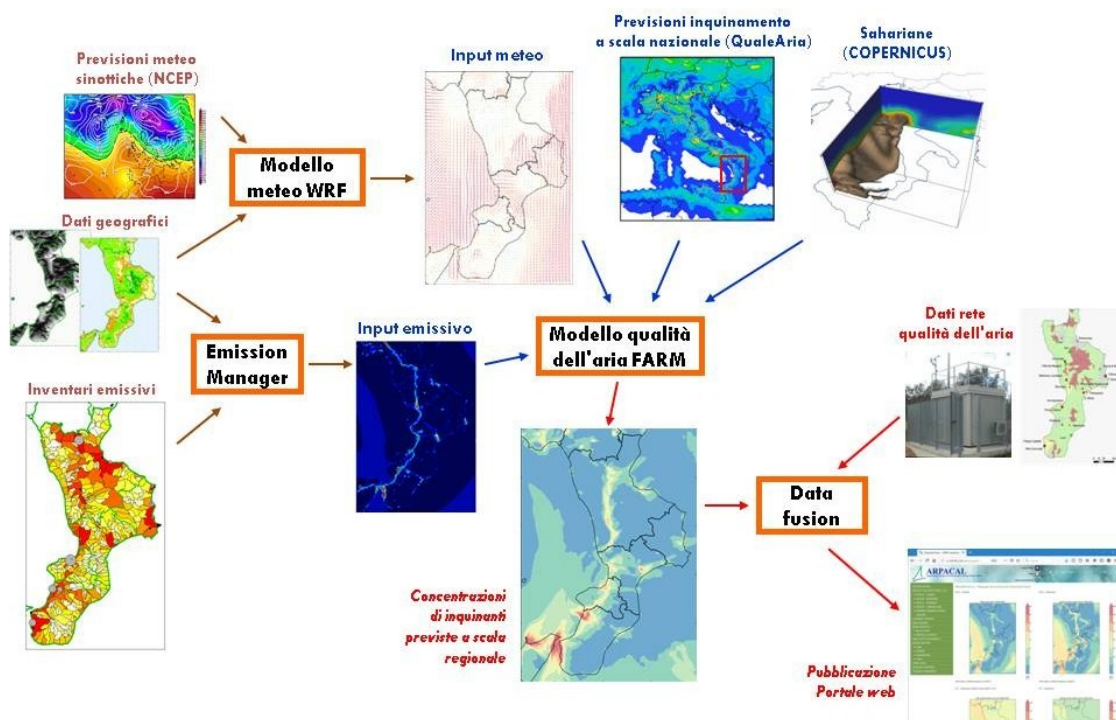 Previsioni meteo
sinottiche (NCEP)
Input meteo
Previsioni inquinamento
a scala nazionale (QualeAria)
Sahariane
(COPERNICUS)
Modello
meteo WRF
Dati geografici
Emission
Manager
Input emissivo
Modello qualità
dell'aria FARM
Dati rete
qualità dell'aria
Inventari emissivi
Data
fusion
Concentrazioni
di inquinanti
previste a scala
regionale
ARPACAL
Pubblicazione
Portale web